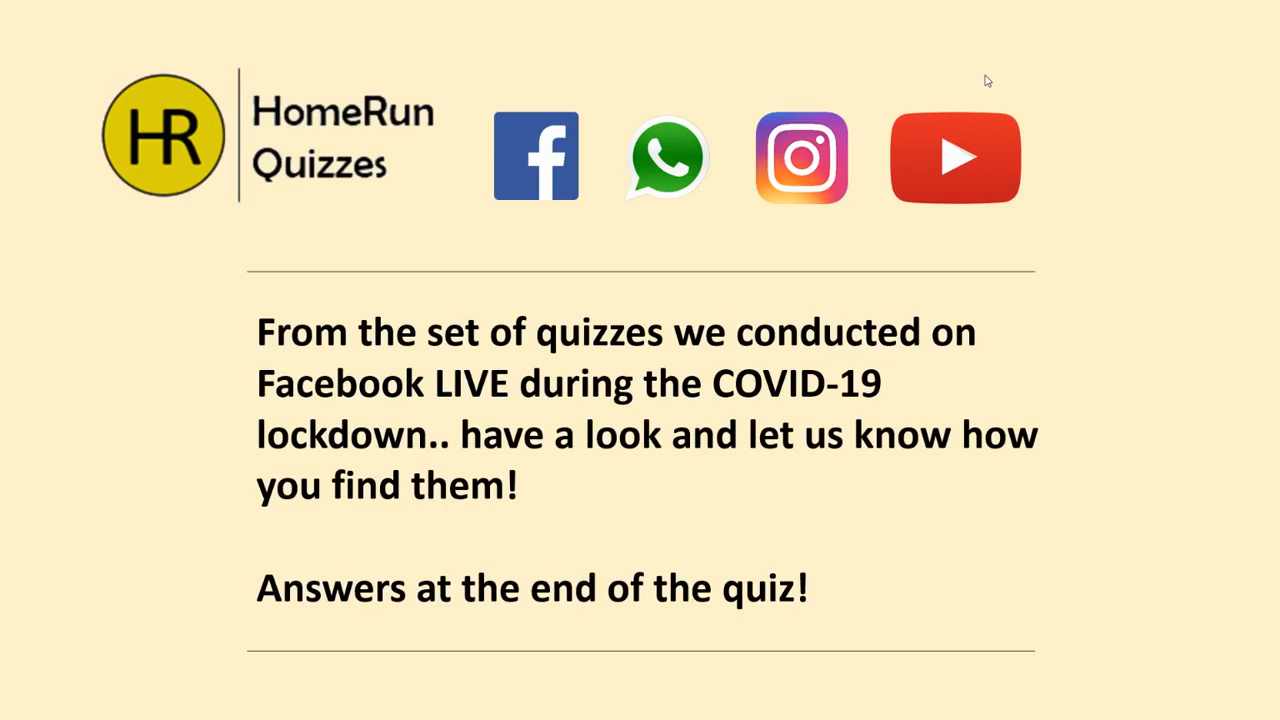 HR
HomeRun
Quizzes
From the set of quizzes we conducted on
Facebook LIVE during the COVID-19
lockdown.. have a look and let us know how
you find them!
Answers at the end of the quiz!